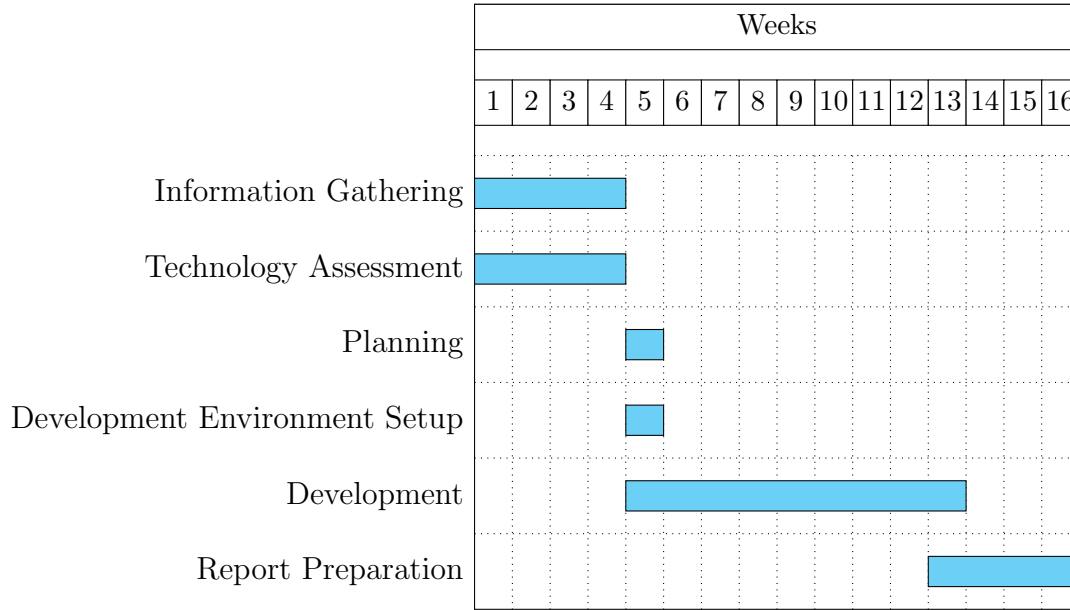 Weeks
1 2 3 4 5 6 7 8 9 10 11 12 13 14 15 16
Information Gathering
Technology Assessment
Planning
Development Environment Setup
Development
Report Preparation